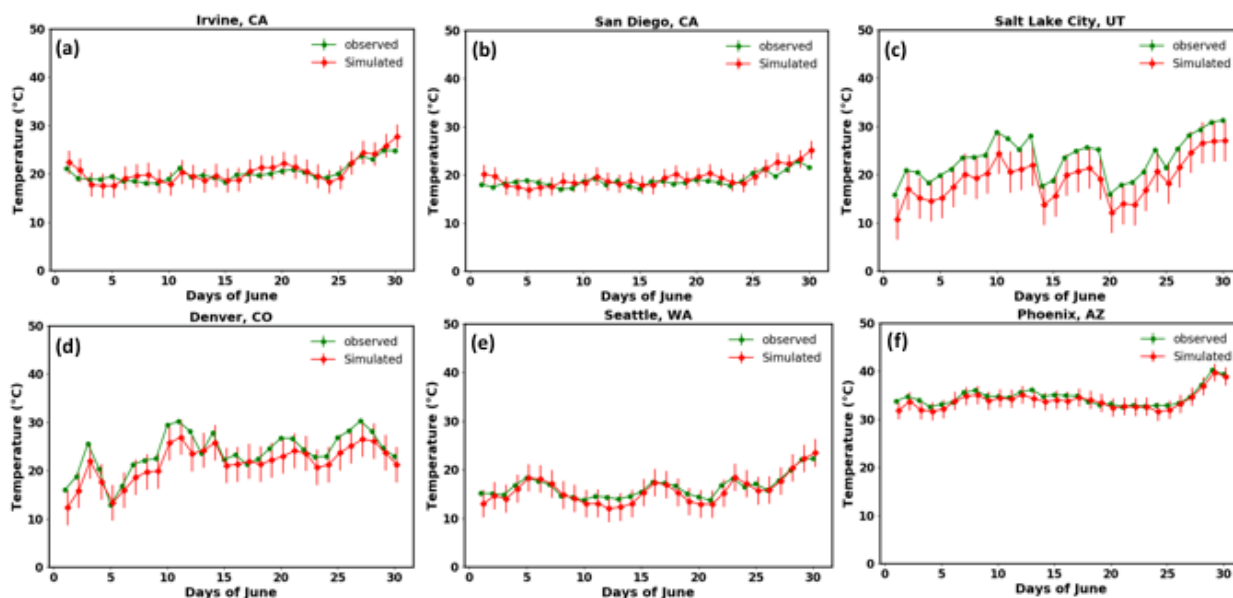 Irvine, CA
(a)
observed
Simulated
Temperature (°C)
50
40
30
20
10
0
0 5 10 15 20 25 30
Days of June
San Diego, CA
(b)
observed
Simulated
Temperature (°C)
50
40
30
20
10
0
0 5 10 15 20 25 30
Days of June
Salt Lake City, UT
(c)
observed
Simulated
Temperature (°C)
50
40
30
20
10
0
0 5 10 15 20 25 30
Days of June
Denver, CO
(d)
observed
Simulated
Temperature (°C)
50
40
30
20
10
0
0 5 10 15 20 25 30
Days of June
Seattle, WA
(e)
observed
Simulated
Temperature (°C)
50
40
30
20
10
0
0 5 10 15 20 25 30
Days of June
Phoenix, AZ
(f)
observed
Simulated
Temperature (°C)
50
40
30
20
10
0
0 5 10 15 20 25 30
Days of June